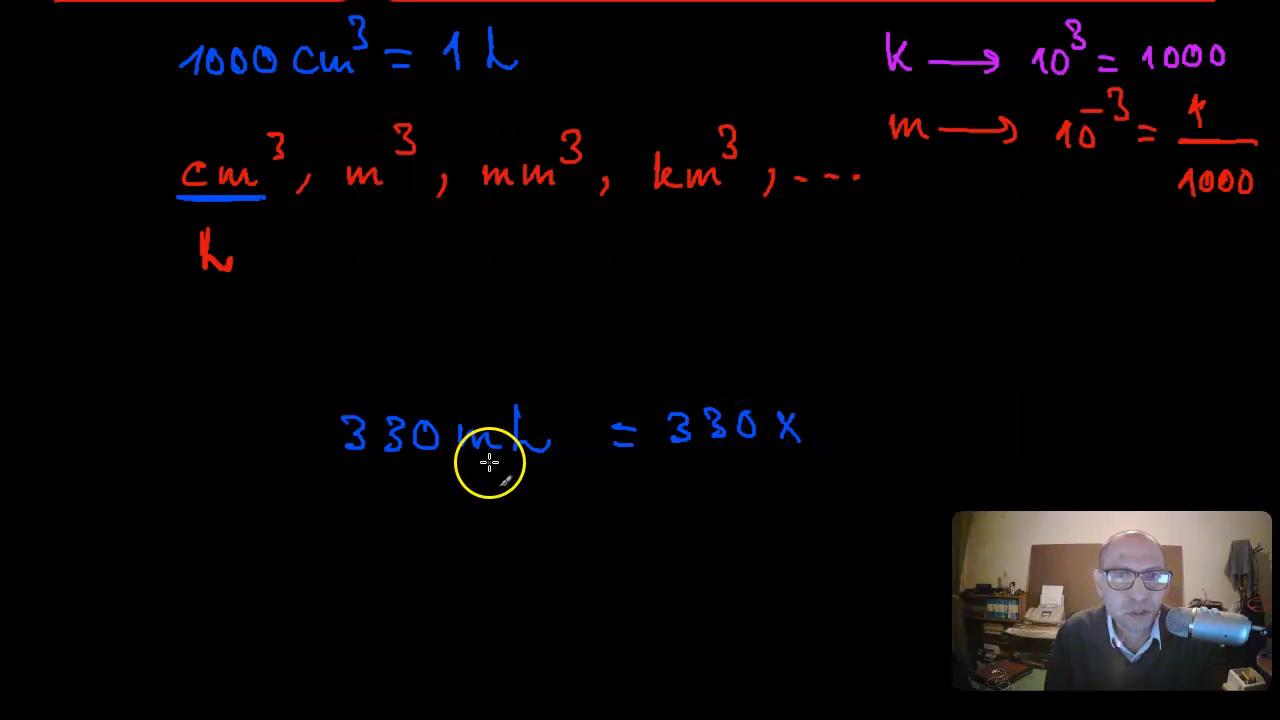 1000 cm³ = 1 L
k → 10³ = 1000
m → 10⁻³ = 1/1000
cm³, m³, mm³, km³, ....
L
330 mL = 330 x